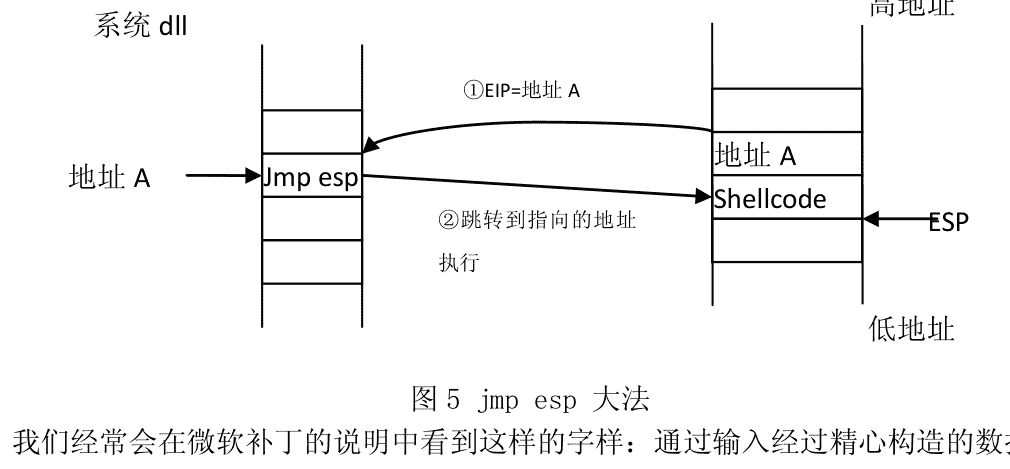 系统 dll
高地址
①EIP=地址 A
地址 A
地址 A
Jmp esp
Shellcode
②跳转到指向的地址
执行
ESP
低地址
图5 jmp esp 大法
我们经常会在微软补丁的说明中看到这样的字样：通过输入经过精心构造的数